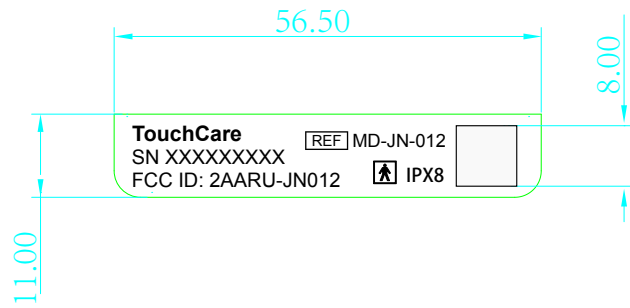 56.50
8.00
TouchCare
REF MD-JN-012
SN XXXXXXXXX
FCC ID: 2AARU-JN012
IPX8
11.00